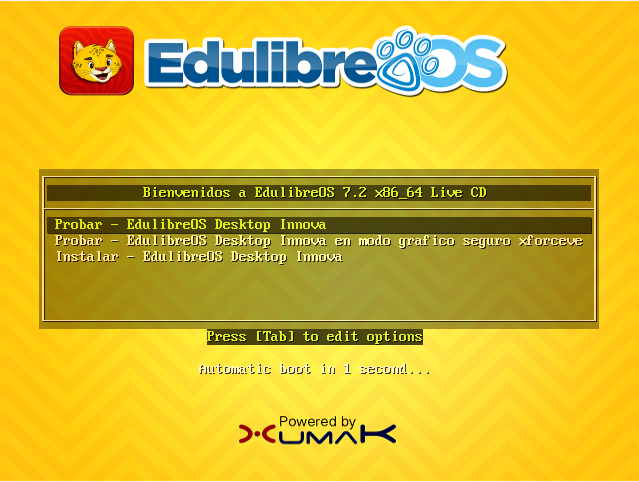 EdulibreOS
Bienvenidos a EdulibreOS 7.2 x86_64 Live CD
Probar - EdulibreOS Desktop Innova
Probar - EdulibreOS Desktop Innova en modo grafico seguro xforceve
Instalar - EdulibreOS Desktop Innova
Press [Tab] to edit options
Automatic boot in 1 second...
Powered by
XUMAK